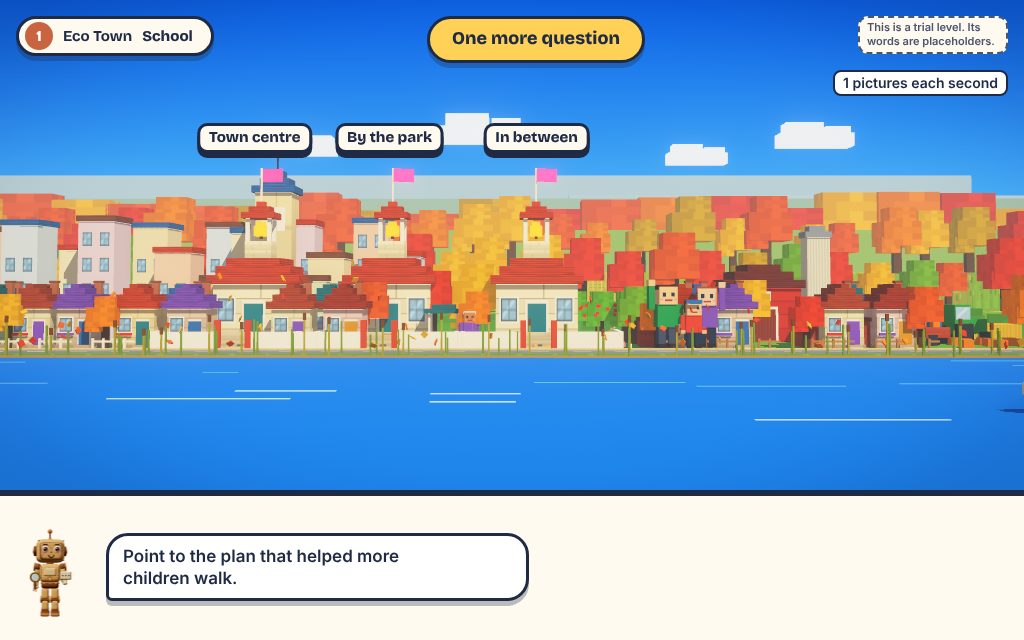 1 Eco Town School
One more question
This is a trial level. Its
words are placeholders.
1 pictures each second
Town centre
By the park
In between
Point to the plan that helped more
children walk.